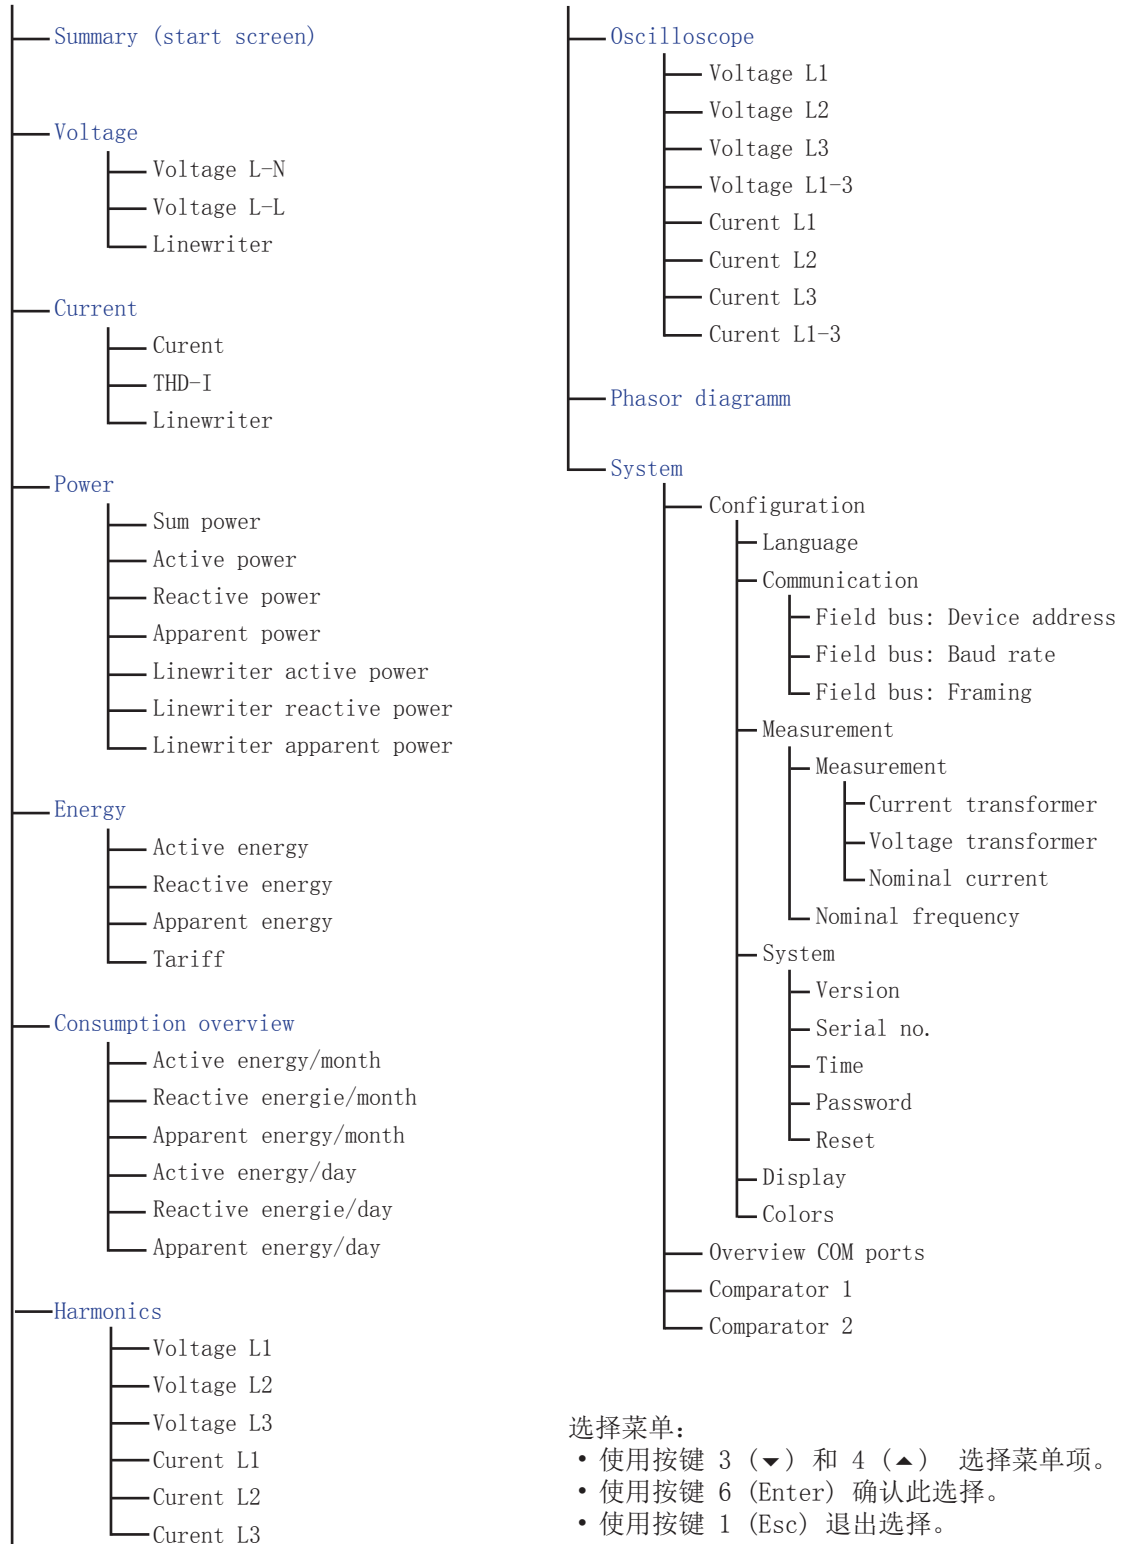 Summary (start screen)
Voltage
Voltage L-N
Voltage L-L
Linewriter
Current
Curent
THD-I
Linewriter
Power
Sum power
Active power
Reactive power
Apparent power
Linewriter active power
Linewriter reactive power
Linewriter apparent power
Energy
Active energy
Reactive energy
Apparent energy
Tariff
Consumption overview
Active energy/month
Reactive energie/month
Apparent energy/month
Active energy/day
Reactive energie/day
Apparent energy/day
Harmonics
Voltage L1
Voltage L2
Voltage L3
Curent L1
Curent L2
Curent L3
Oscilloscope
Voltage L1
Voltage L2
Voltage L3
Voltage L1-3
Curent L1
Curent L2
Curent L3
Curent L1-3
Phasor diagramm
System
Configuration
Language
Communication
Field bus: Device address
Field bus: Baud rate
Field bus: Framing
Measurement
Measurement
Current transformer
Voltage transformer
Nominal current
Nominal frequency
System
Version
Serial no.
Time
Password
Reset
Display
Colors
Overview COM ports
Comparator 1
Comparator 2
选择菜单：
• 使用按键 3 (▾) 和 4 (▴) 选择菜单项。
• 使用按键 6 (Enter) 确认此选择。
• 使用按键 1 (Esc) 退出选择。